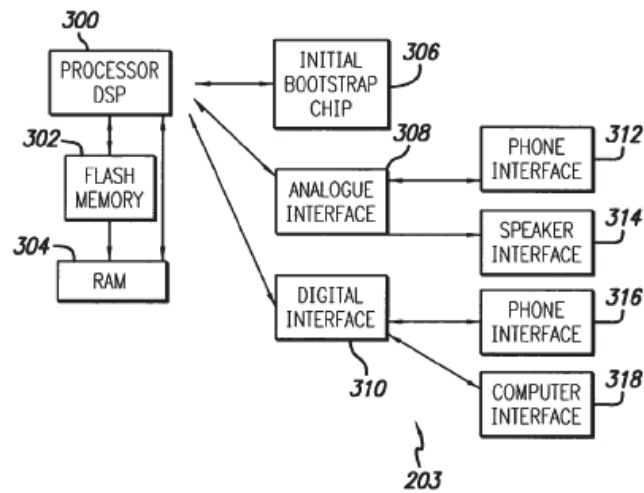 300
PROCESSOR
DSP
302
FLASH
MEMORY
304
RAM
INITIAL
BOOTSTRAP
CHIP
306
308
ANALOGUE
INTERFACE
DIGITAL
INTERFACE
310
PHONE
INTERFACE
312
SPEAKER
INTERFACE
314
PHONE
INTERFACE
316
COMPUTER
INTERFACE
318
203